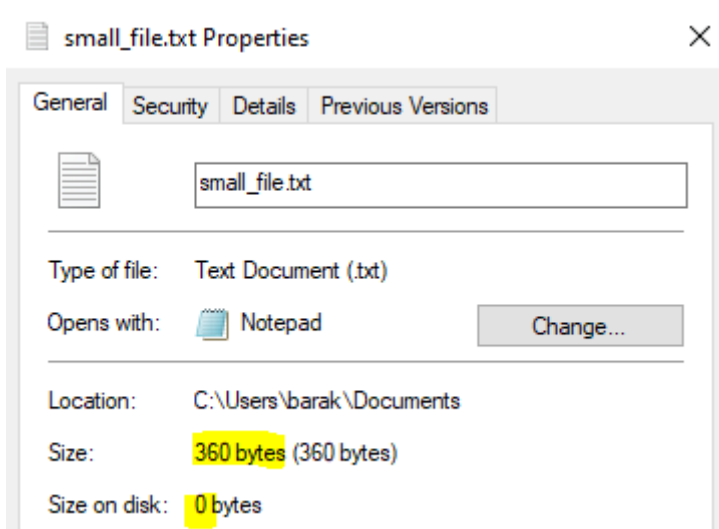 small_file.txt Properties
General Security Details Previous Versions
small_file.txt
Type of file: Text Document (.txt)
Opens with: Notepad Change...
Location: C:\Users\barak\Documents
Size: 360 bytes (360 bytes)
Size on disk: 0 bytes